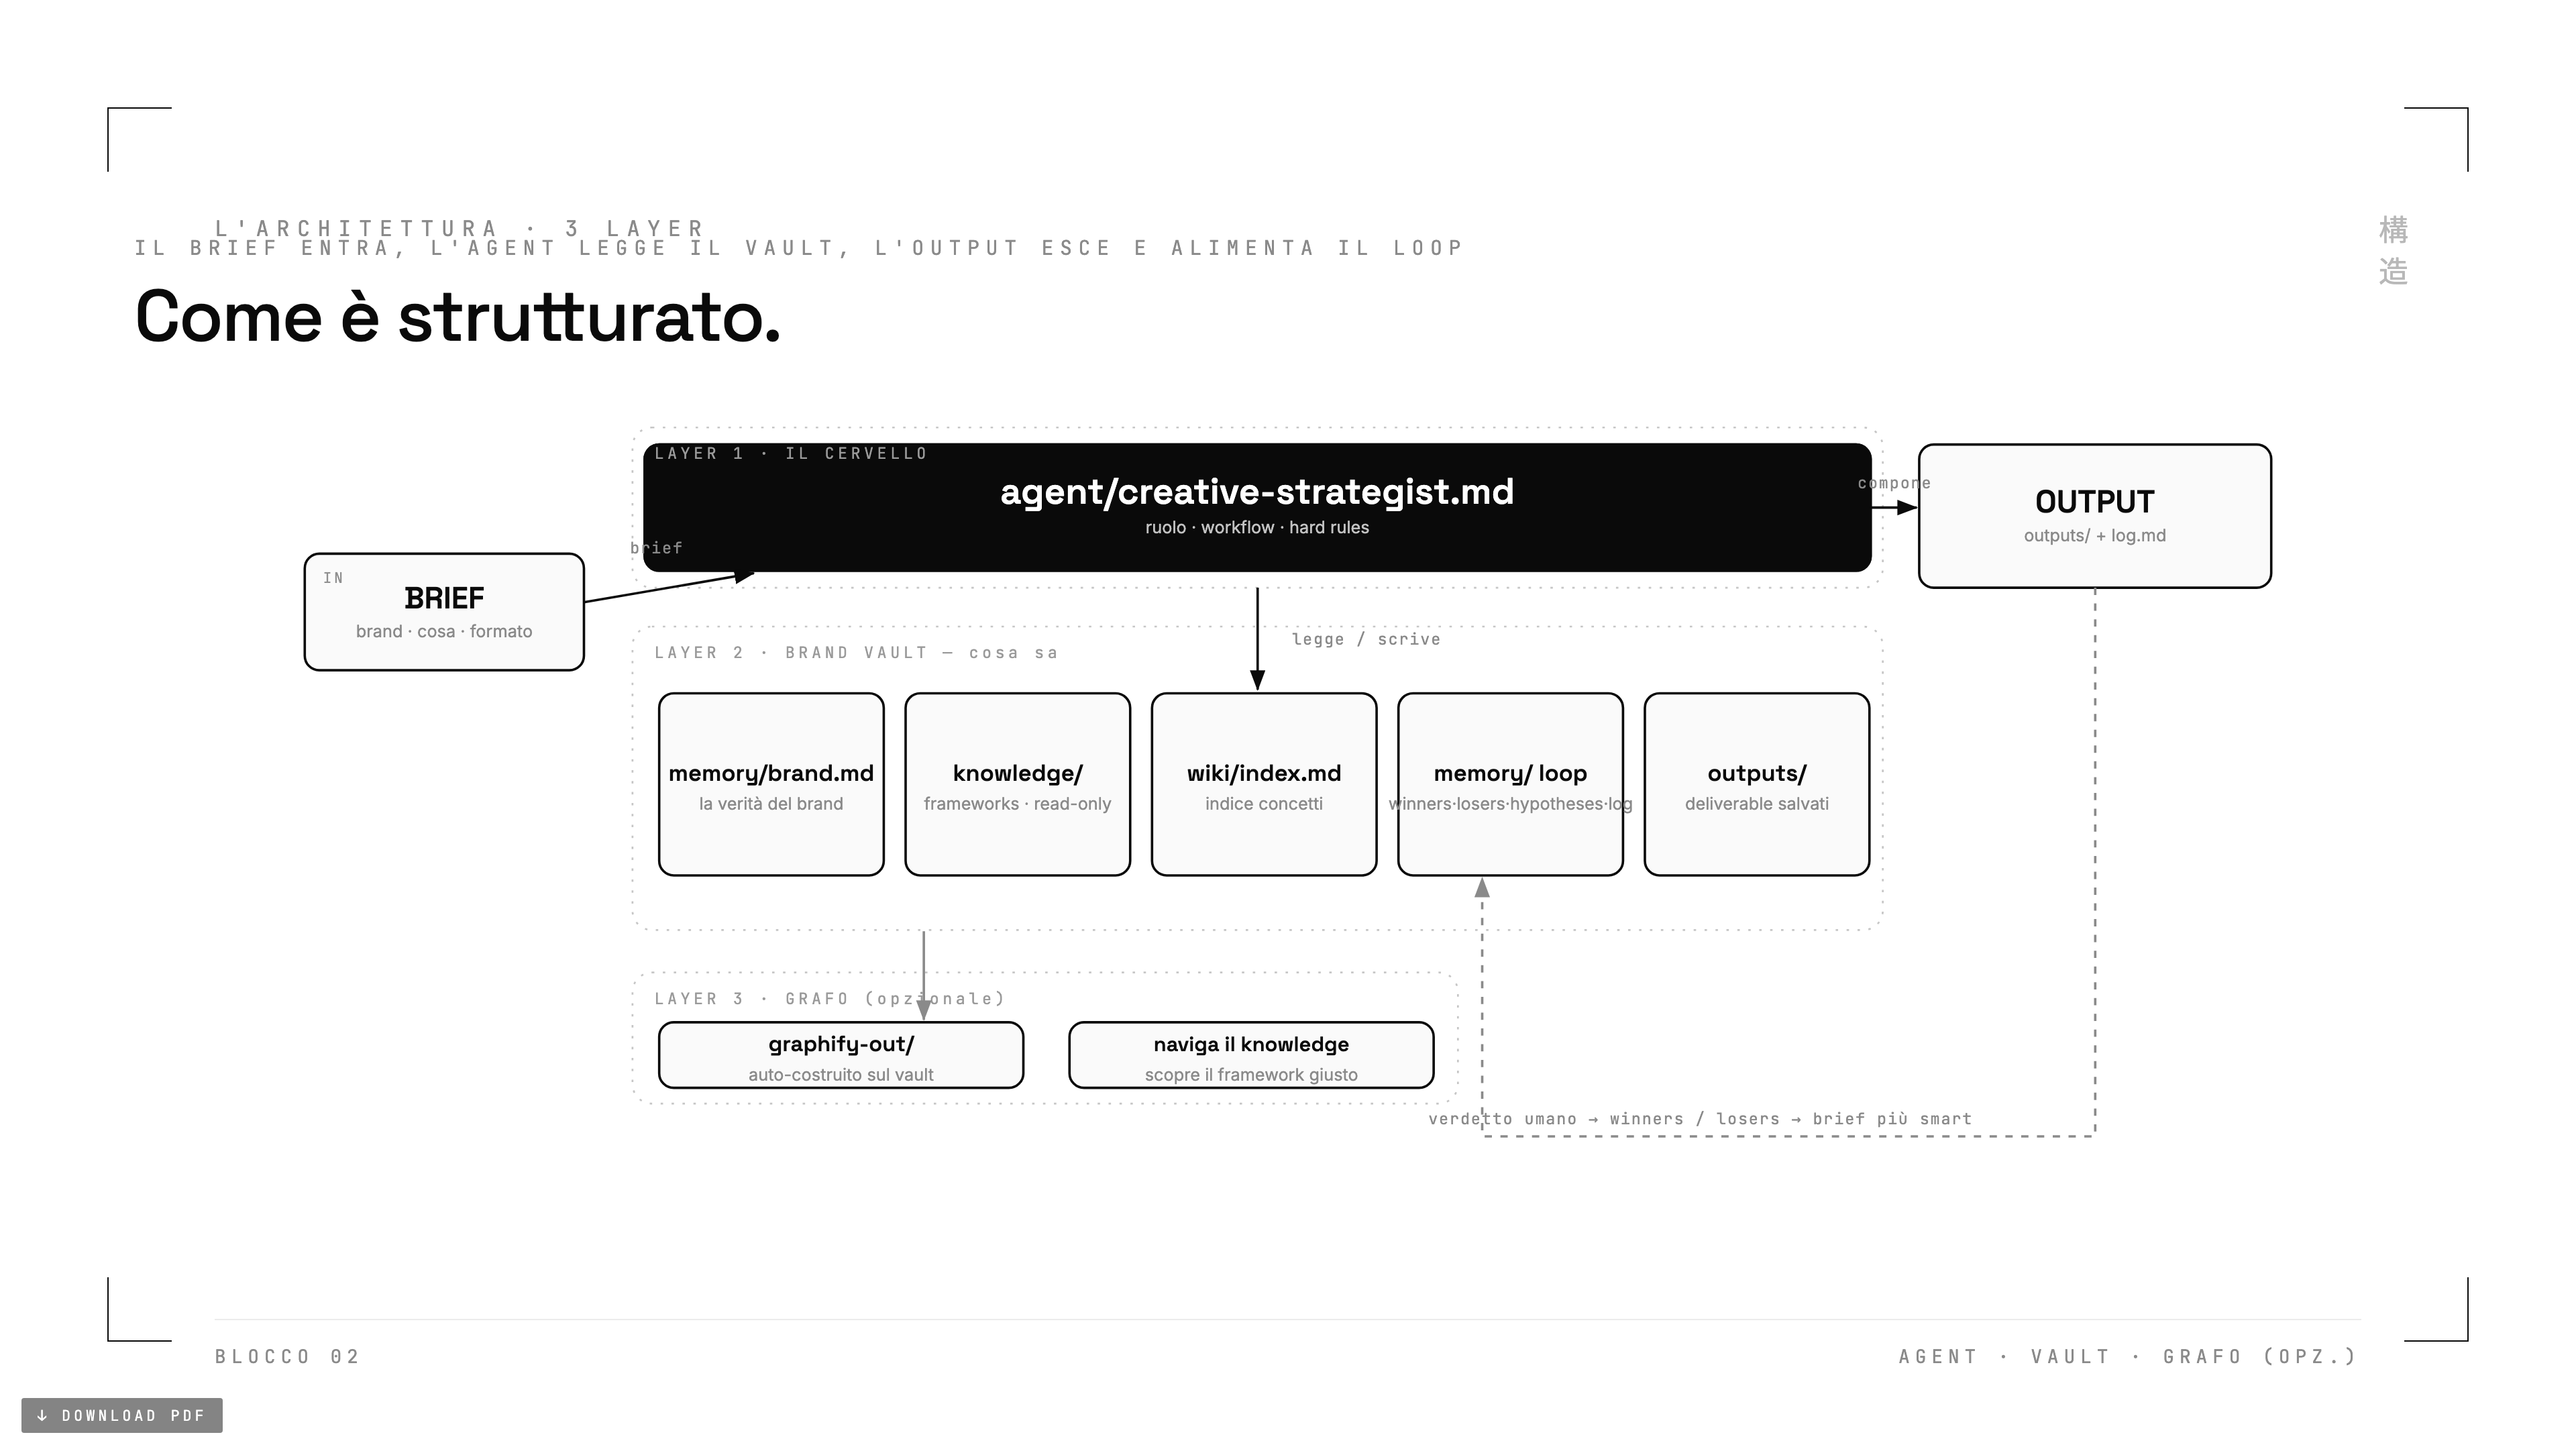 L'ARCHITETTURA · 3 LAYER
IL BRIEF ENTRA, L'AGENT LEGGE IL VAULT, L'OUTPUT ESCE E ALIMENTA IL LOOP
構
造
Come è strutturato.
LAYER 1 · IL CERVELLO
agent/creative-strategist.md
ruolo · workflow · hard rules
compone
OUTPUT
outputs/ + log.md
brief
IN
BRIEF
brand · cosa · formato
legge / scrive
LAYER 2 · BRAND VAULT — cosa sa
memory/brand.md
la verità del brand
knowledge/
frameworks · read-only
wiki/index.md
indice concetti
memory/ loop
winners·losers·hypotheses·log
outputs/
deliverable salvati
LAYER 3 · GRAFO (opzionale)
graphify-out/
auto-costruito sul vault
naviga il knowledge
scopre il framework giusto
verdetto umano → winners / losers → brief più smart
BLOCCO 02
AGENT · VAULT · GRAFO (OPZ.)
↓ DOWNLOAD PDF